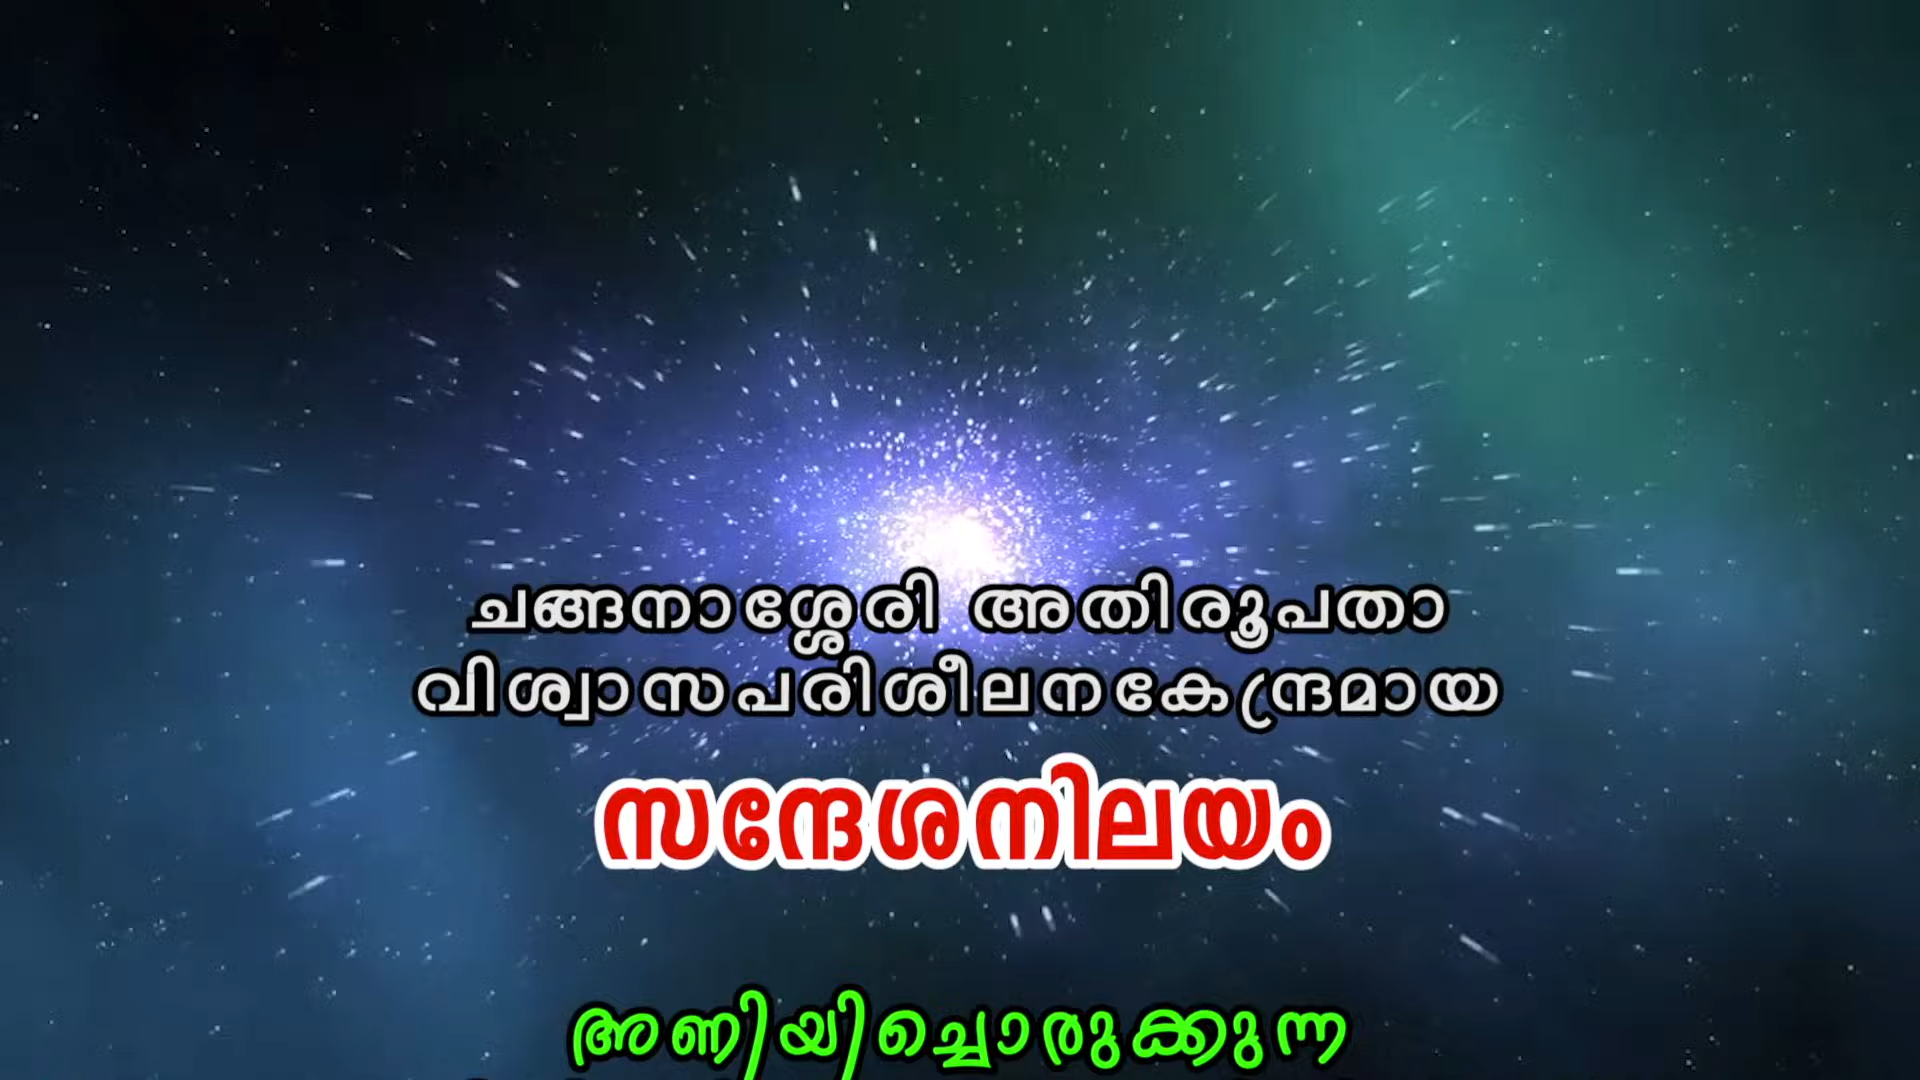 ചങ്ങനാശ്ശേരി അതിരൂപതാ
വിശ്വാസപരിശീലനകേന്ദ്രമായ
സന്ദേശനിലയം
അണിയിച്ചൊരുക്കുന്ന